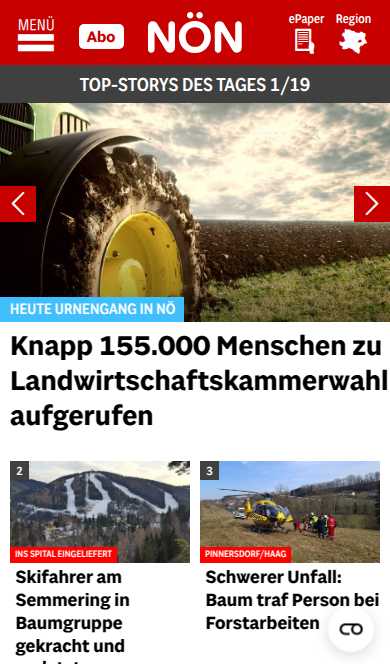 MENÜ
Abo
NÖN
ePaper
Region
TOP-STORYS DES TAGES 1/19
HEUTE URNENGANG IN NÖ
Knapp 155.000 Menschen zu
Landwirtschaftskammerwahl
aufgerufen
2
INS SPITAL EINGELIEFERT
Skifahrer am
Semmering in
Baumgruppe
gekracht und
3
PINNERSDORF/HAAG
Schwerer Unfall:
Baum traf Person bei
Forstarbeiten